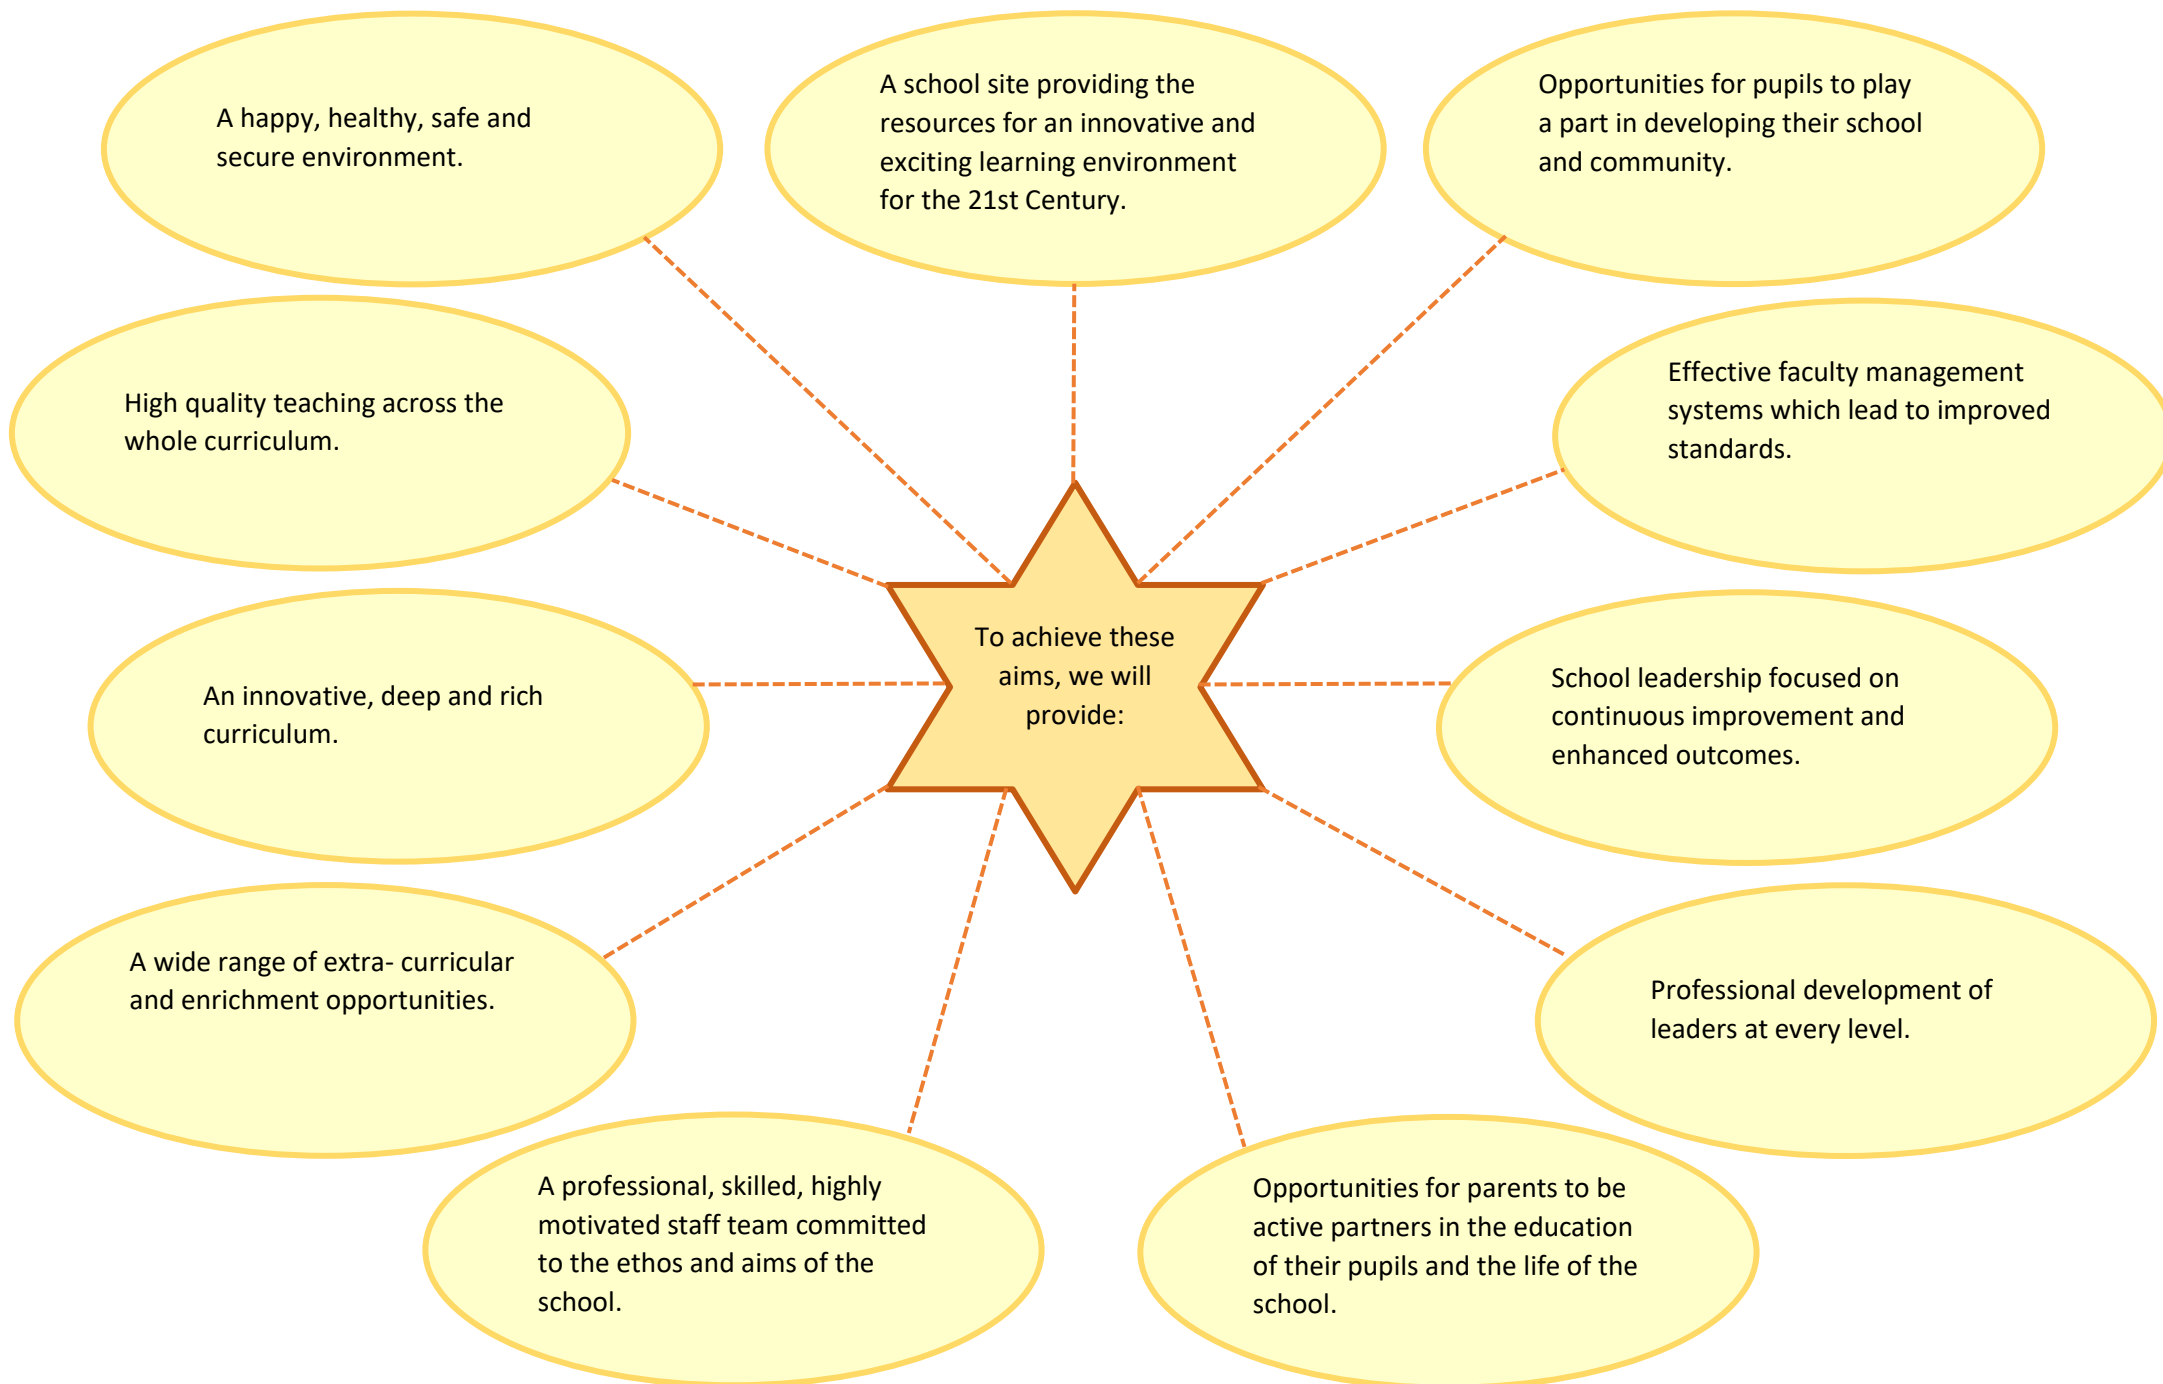 A happy, healthy, safe and
secure environment.
A school site providing the
resources for an innovative and
exciting learning environment
for the 21st Century.
Opportunities for pupils to play
a part in developing their school
and community.
High quality teaching across the
whole curriculum.
Effective faculty management
systems which lead to improved
standards.
To achieve these
aims, we will
provide:
An innovative, deep and rich
curriculum.
School leadership focused on
continuous improvement and
enhanced outcomes.
A wide range of extra- curricular
and enrichment opportunities.
Professional development of
leaders at every level.
A professional, skilled, highly
motivated staff team committed
to the ethos and aims of the
school.
Opportunities for parents to be
active partners in the education
of their pupils and the life of the
school.